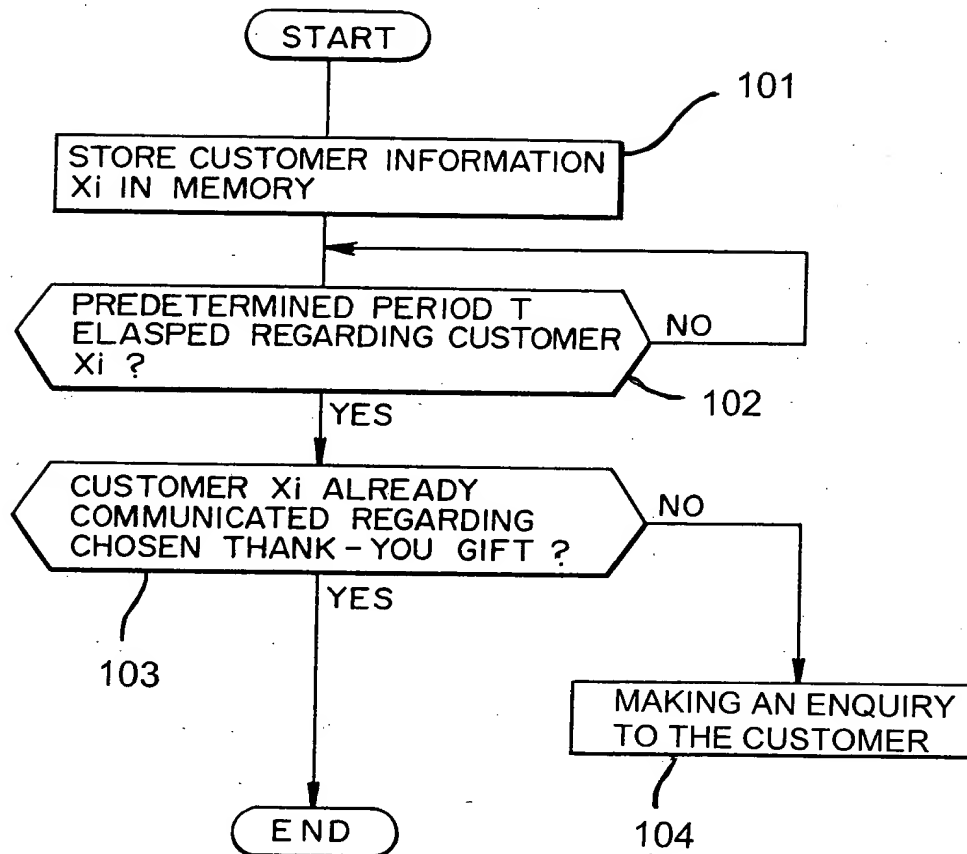 START
101
STORE CUSTOMER INFORMATION
Xi IN MEMORY
PREDETERMINED PERIOD T
ELASPED REGARDING CUSTOMER
Xi ?
NO
102
YES
CUSTOMER Xi ALREADY
COMMUNICATED REGARDING
CHOSEN THANK-YOU GIFT ?
NO
YES
103
MAKING AN ENQUIRY
TO THE CUSTOMER
104
END